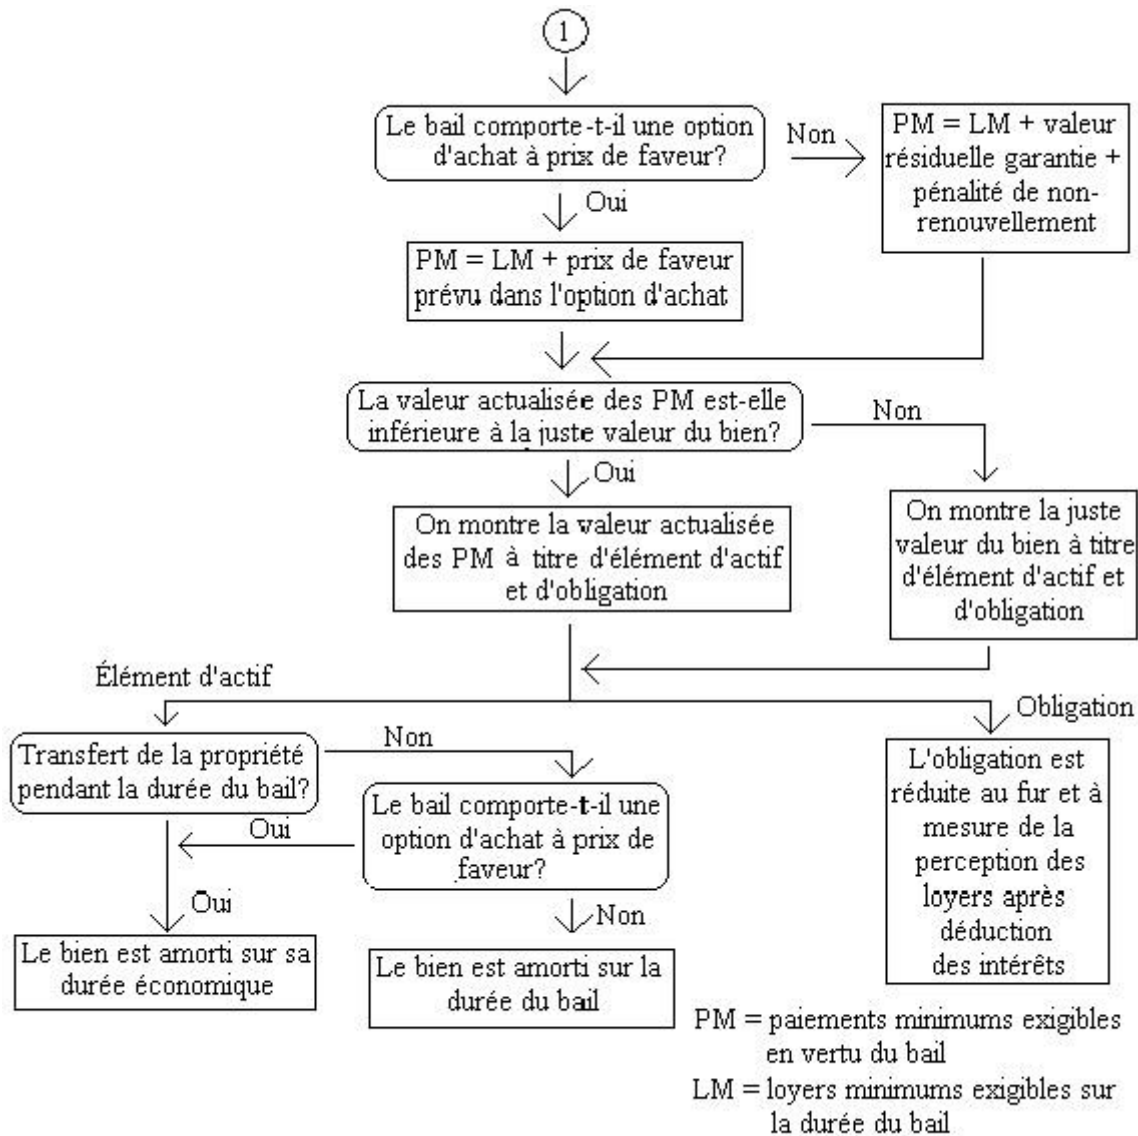 1
Le bail comporte-t-il une option
d'achat à prix de faveur?
Non
PM = LM + valeur
résiduelle garantie +
pénalité de non-
renouvellement
Oui
PM = LM + prix de faveur
prévu dans l'option d'achat
La valeur actualisée des PM est-elle
inférieure à la juste valeur du bien?
Non
Oui
On montre la valeur actualisée
des PM à titre d'élément d'actif
et d'obligation
On montre la juste
valeur du bien à titre
d'élément d'actif et
d'obligation
Élément d'actif
Obligation
Transfert de la propriété
pendant la durée du bail?
Non
Le bail comporte-t-il une
option d'achat à prix de
faveur?
Oui
Oui
Non
Le bien est amorti sur sa
durée économique
Le bien est amorti sur la
durée du bail
L'obligation est
réduite au fur et à
mesure de la
perception des
loyers après
déduction
des intérêts
PM = paiements minimums exigibles
en vertu du bail
LM = loyers minimums exigibles sur
la durée du bail